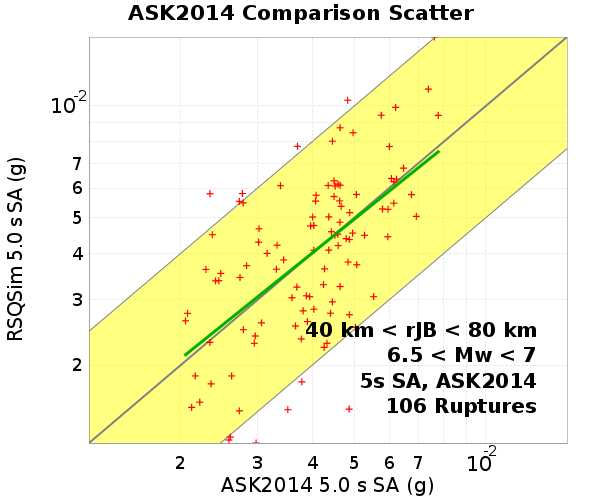 ASK2014 Comparison Scatter
RSQSim 5.0 s SA (g)
10-2
7
6
5
4
3
2
40 km < rJB < 80 km
6.5 < Mw < 7
5s SA, ASK2014
106 Ruptures
2 3 4 5 6 7 10-2
ASK2014 5.0 s SA (g)